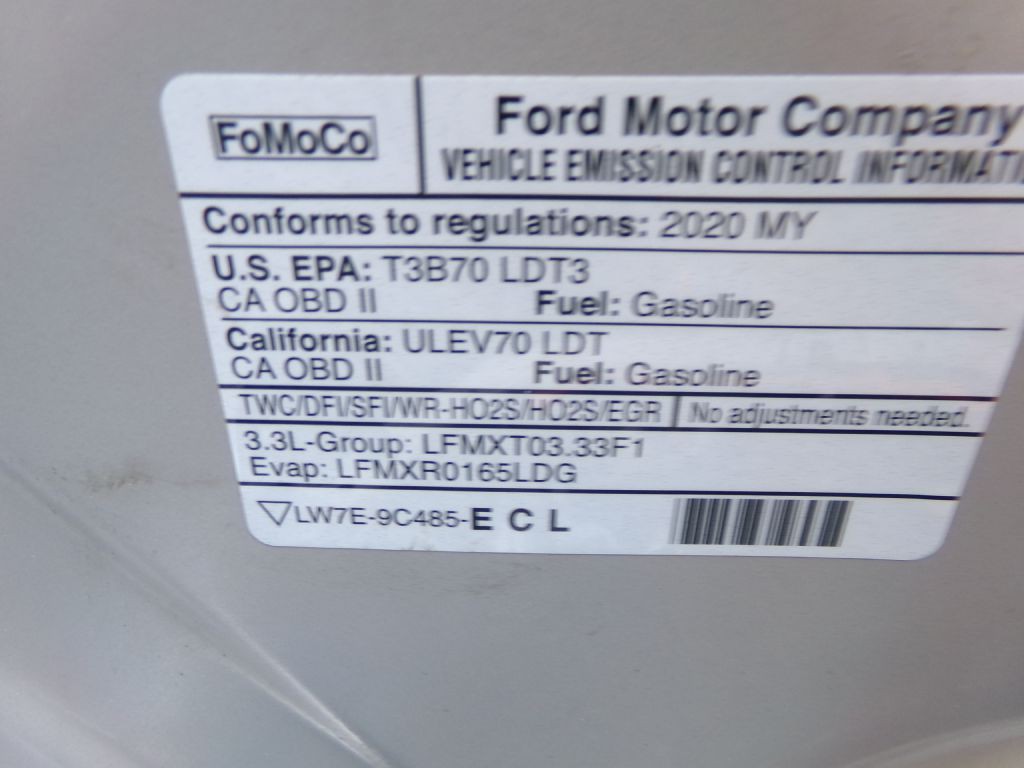 FoMoCo
Ford Motor Company
VEHICLE EMISSION CONTROL
Conforms to regulations: 2020 MY
U.S. EPA: T3B70 LDT3
CA OBD II Fuel: Gasoline
California: ULEV70 LDT
CA OBD II Fuel: Gasoline
TWC/DFI/SFI/WR-HO2S/HO2S/EGR No adjustments needed.
3.3L-Group: LFMXT03.33F1
Evap: LFMXR0165LDG
LW7E-9C485-E C L